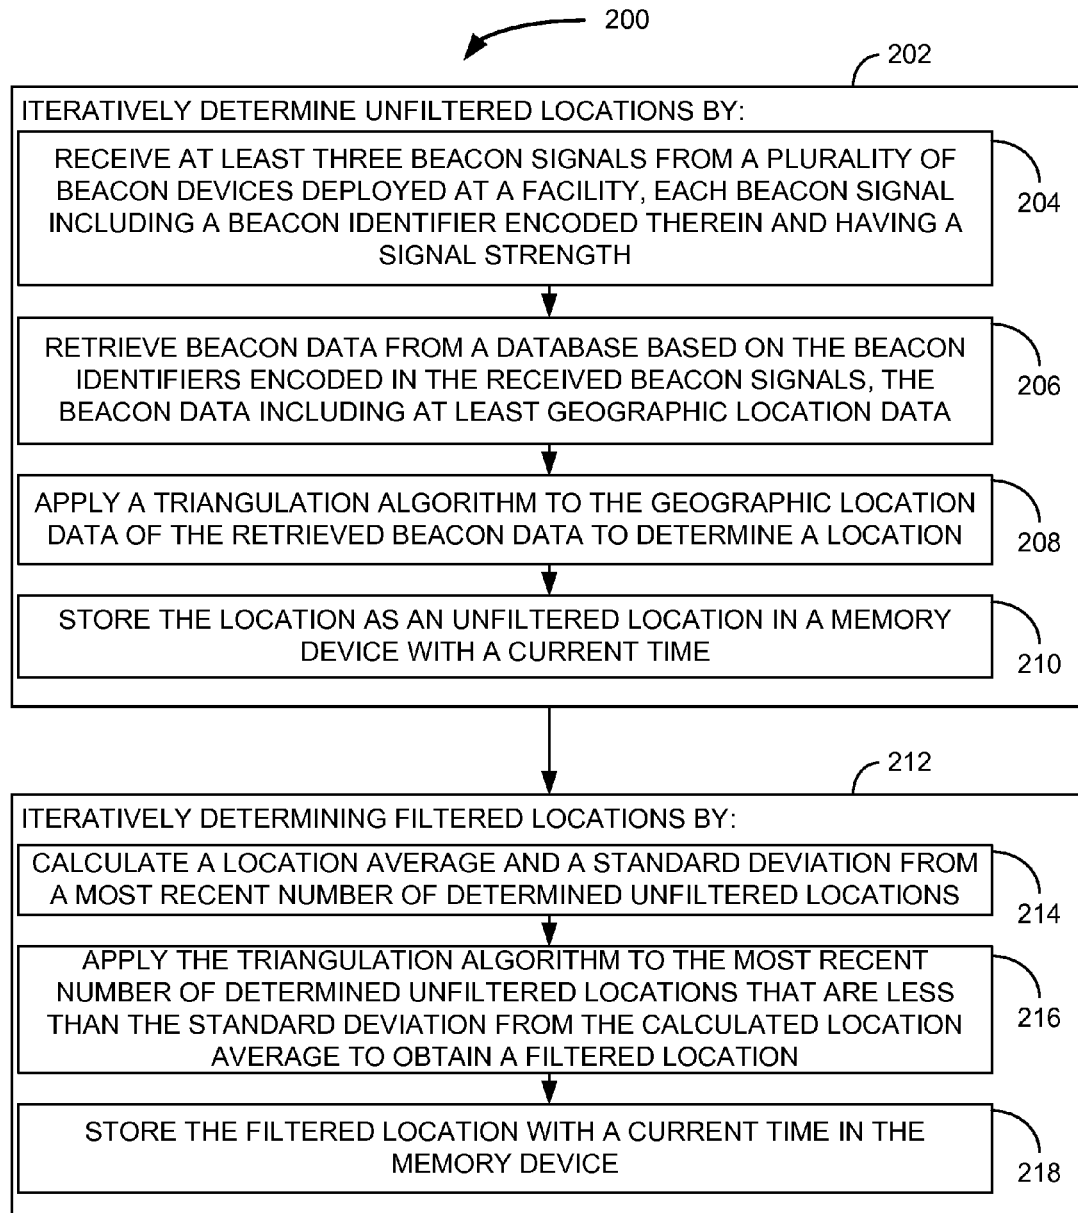 200
202
ITERATIVELY DETERMINE UNFILTERED LOCATIONS BY:
RECEIVE AT LEAST THREE BEACON SIGNALS FROM A PLURALITY OF
BEACON DEVICES DEPLOYED AT A FACILITY, EACH BEACON SIGNAL
INCLUDING A BEACON IDENTIFIER ENCODED THEREIN AND HAVING A
SIGNAL STRENGTH
204
RETRIEVE BEACON DATA FROM A DATABASE BASED ON THE BEACON
IDENTIFIERS ENCODED IN THE RECEIVED BEACON SIGNALS, THE
BEACON DATA INCLUDING AT LEAST GEOGRAPHIC LOCATION DATA
206
APPLY A TRIANGULATION ALGORITHM TO THE GEOGRAPHIC LOCATION
DATA OF THE RETRIEVED BEACON DATA TO DETERMINE A LOCATION
208
STORE THE LOCATION AS AN UNFILTERED LOCATION IN A MEMORY
DEVICE WITH A CURRENT TIME
210
212
ITERATIVELY DETERMINING FILTERED LOCATIONS BY:
CALCULATE A LOCATION AVERAGE AND A STANDARD DEVIATION FROM
A MOST RECENT NUMBER OF DETERMINED UNFILTERED LOCATIONS
214
APPLY THE TRIANGULATION ALGORITHM TO THE MOST RECENT
NUMBER OF DETERMINED UNFILTERED LOCATIONS THAT ARE LESS
THAN THE STANDARD DEVIATION FROM THE CALCULATED LOCATION
AVERAGE TO OBTAIN A FILTERED LOCATION
216
STORE THE FILTERED LOCATION WITH A CURRENT TIME IN THE
MEMORY DEVICE
218